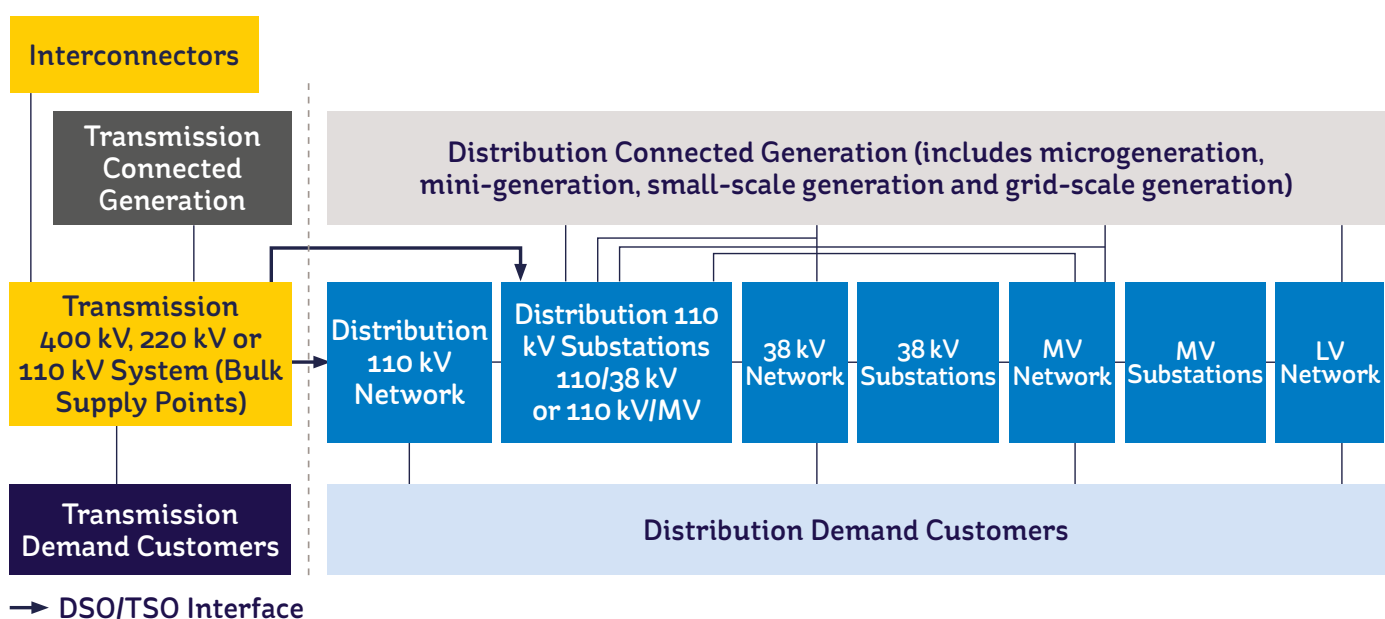 Interconnectors
Transmission
Connected
Generation
Distribution Connected Generation (includes microgeneration,
mini-generation, small-scale generation and grid-scale generation)
Transmission
400 kV, 220 kV or
110 kV System (Bulk
Supply Points)
Distribution
110 kV
Network
Distribution 110
kV Substations
110/38 kV
or 110 kV/MV
38 kV
Network
38 kV
Substations
MV
Network
MV
Substations
LV
Network
Transmission
Demand Customers
Distribution Demand Customers
DSO/TSO Interface